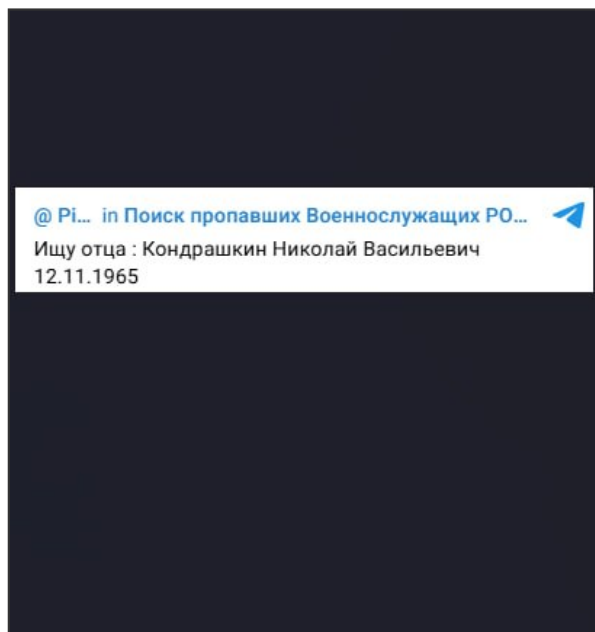 @ Pi... in Поиск пропавших Военнослужащих РО...
Ищу отца : Кондрашкин Николай Васильевич
12.11.1965